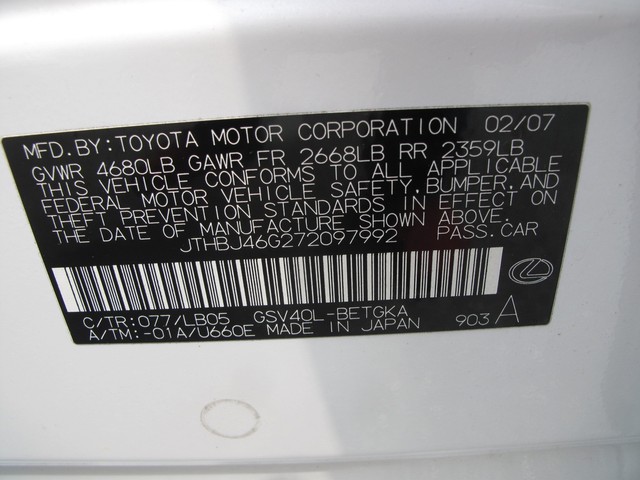 MFD.BY:TOYOTA MOTOR CORPORATION 02/07
GVWR 4680LB GAWR FR 2668LB RR 2359LB
THIS VEHICLE CONFORMS TO ALL APPLICABLE
FEDERAL MOTOR VEHICLE SAFETY,BUMPER,AND
THEFT PREVENTION STANDARDS IN EFFECT ON
THE DATE OF MANUFACTURE SHOWN ABOVE.
JTHBJ46G272097992 PASS.CAR
C/TR:077/LB05 GSV40L-BETGKA
A/TM:-01A/U660E MADE IN JAPAN 903 A